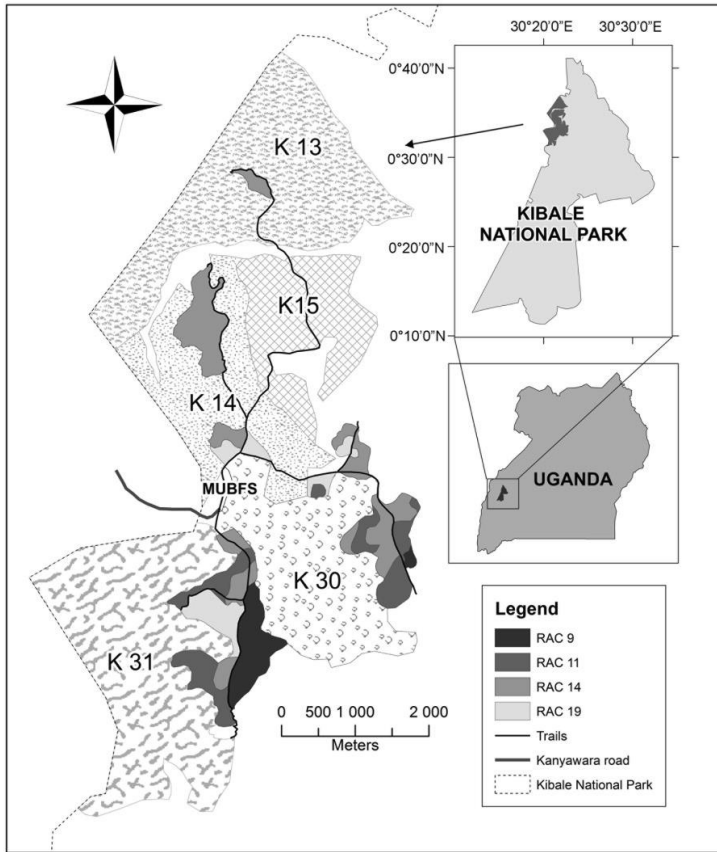 30°20'0"E 30°30'0"E
0°40'0"N
0°30'0"N
0°20'0"N
0°10'0"N
KIBALE
NATIONAL PARK
K 13
K15
K 14
MUBFS
K 30
K 31
UGANDA
0 500 1 000 2 000
Meters
Legend
RAC 9
RAC 11
RAC 14
RAC 19
Trails
Kanyawara road
Kibale National Park